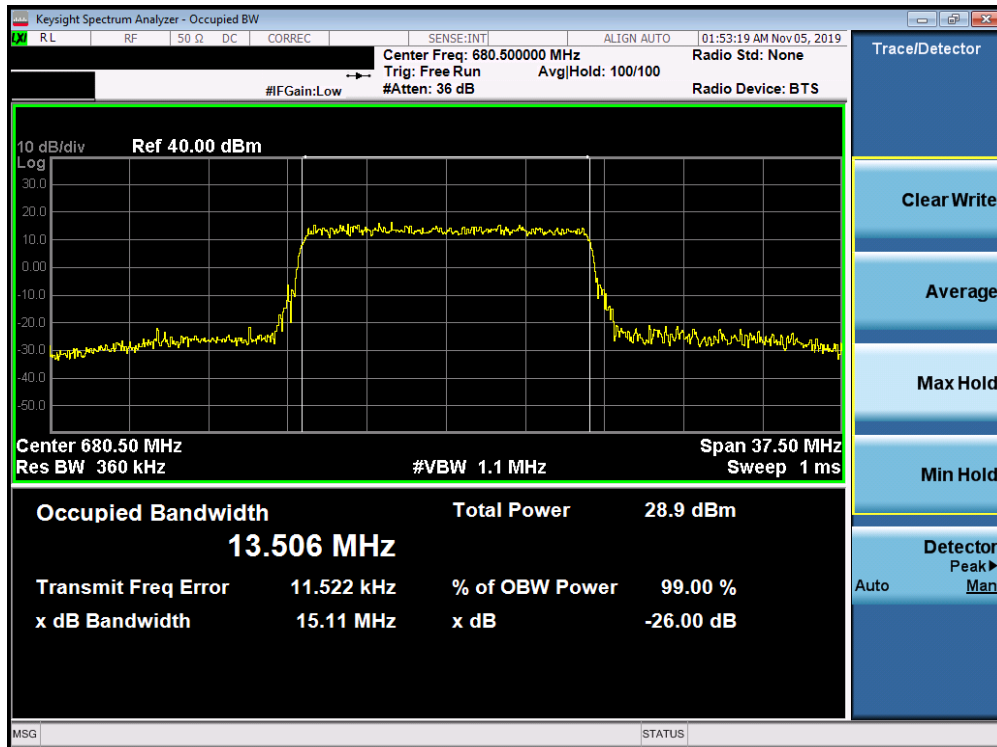 Keysight Spectrum Analyzer - Occupied BW
LXI RL RF 50 Ω DC CORREC SENSE:INT ALIGN AUTO 01:53:19 AM Nov 05, 2019
Center Freq: 680.500000 MHz Radio Std: None
Trig: Free Run Avg|Hold: 100/100
#IFGain:Low #Atten: 36 dB Radio Device: BTS
10 dB/div Ref 40.00 dBm
Log
30.0
20.0
10.0
0.00
-10.0
-20.0
-30.0
-40.0
-50.0
Center 680.50 MHz Span 37.50 MHz
Res BW 360 kHz #VBW 1.1 MHz Sweep 1 ms
Occupied Bandwidth Total Power 28.9 dBm
13.506 MHz
Transmit Freq Error 11.522 kHz % of OBW Power 99.00 %
x dB Bandwidth 15.11 MHz x dB -26.00 dB
MSG STATUS
Trace/Detector
Clear Write
Average
Max Hold
Min Hold
Detector
Peak▶
Auto Man